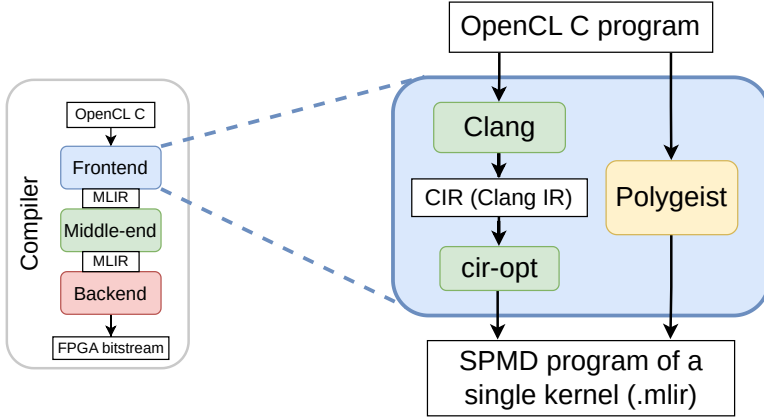 Compiler
OpenCL C
Frontend
MLIR
Middle-end
MLIR
Backend
FPGA bitstream
OpenCL C program
Clang
CIR (Clang IR)
cir-opt
Polygeist
SPMD program of a
single kernel (.mlir)